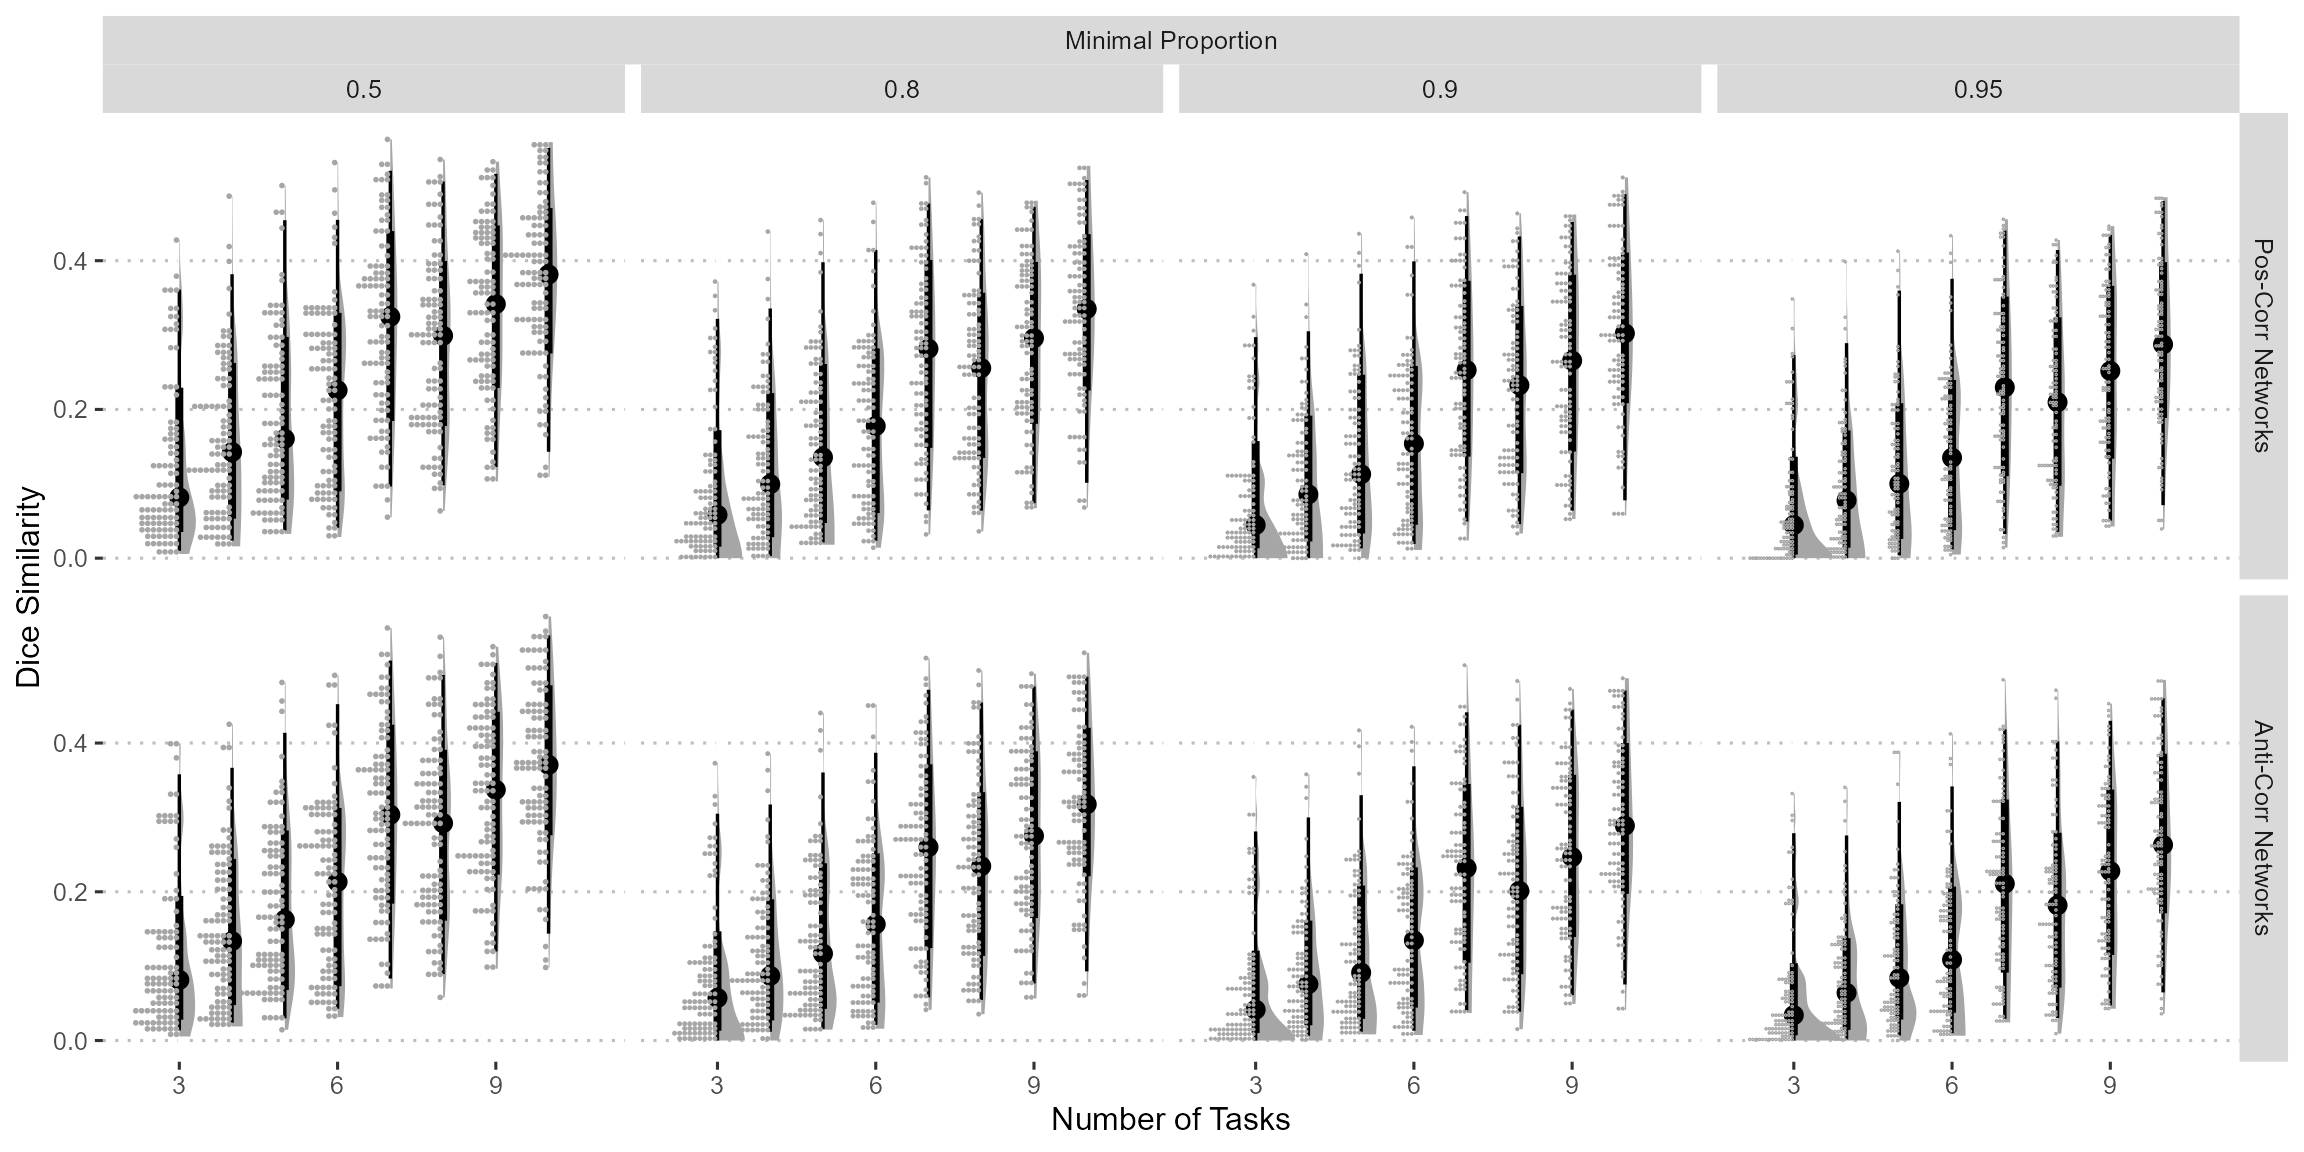 Minimal Proportion
0.5 0.8 0.9 0.95
Dice Similarity
0.4
0.2
0.0
Pos-Corr Networks
0.4
0.2
0.0
Anti-Corr Networks
3 6 9 3 6 9 3 6 9 3 6 9
Number of Tasks